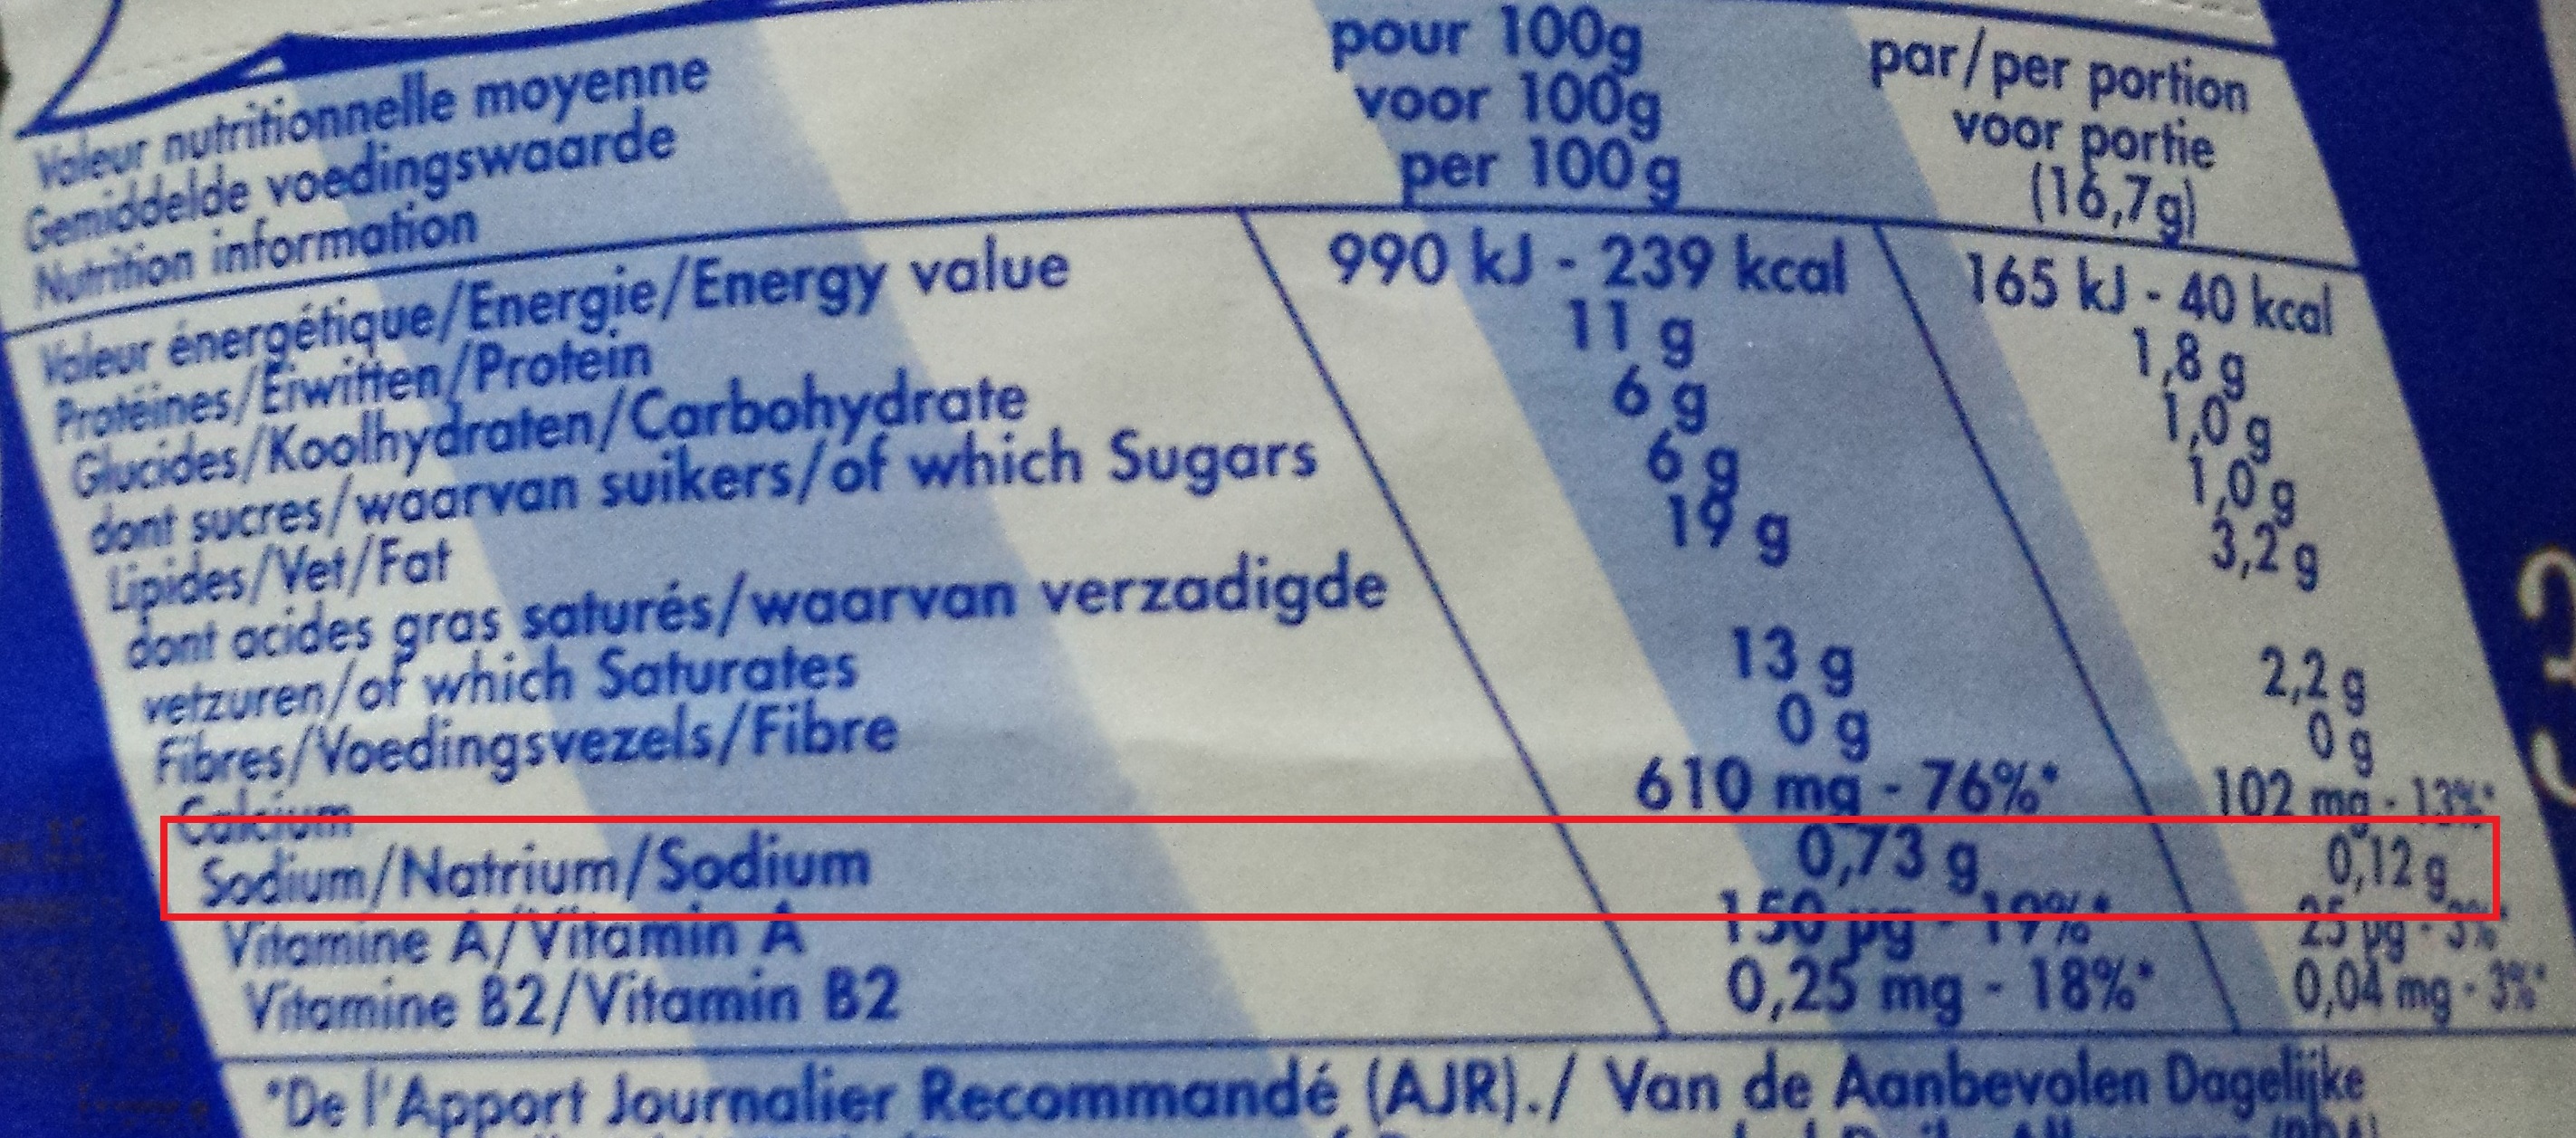 Valeur nutritionnelle moyenne
Gemiddelde voedingswaarde
Nutrition information
pour 100g
voor 100g
per 100g
par/per portion
voor portie
(16,7g)
Valeur énergétique/Energie/Energy value 990 kJ - 239 kcal 165 kJ - 40 kcal
Protéines/Eiwitten/Protein 11 g 1,8 g
Glucides/Koolhydraten/Carbohydrate 6 g 1,0 g
dont sucres/waarvan suikers/of which Sugars 6 g 1,0 g
Lipides/Vet/Fat 19 g 3,2 g
dont acides gras saturés/waarvan verzadigde
vetzuren/of which Saturates 13 g 2,2 g
Fibres/Voedingsvezels/Fibre 0 g 0 g
Calcium 610 mg - 76%* 102 mg - 13%*
Sodium/Natrium/Sodium 0,73 g 0,12 g
Vitamine A/Vitamin A 150 µg - 19%* 25 µg - 3%*
Vitamine B2/Vitamin B2 0,25 mg - 18%* 0,04 mg - 3%*
*De l'Apport Journalier Recommandé (AJR)./ Van de Aanbevolen Dagelijke